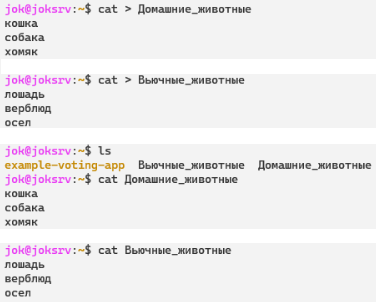 jok@joksrv:~$ cat > Домашние_животные
кошка
собака
хомяк
jok@joksrv:~$ cat > Вьючные_животные
лошадь
верблюд
осел
jok@joksrv:~$ ls
example-voting-app  Вьючные_животные  Домашние_животные
jok@joksrv:~$ cat Домашние_животные
кошка
собака
хомяк
jok@joksrv:~$ cat Вьючные_животные
лошадь
верблюд
осел